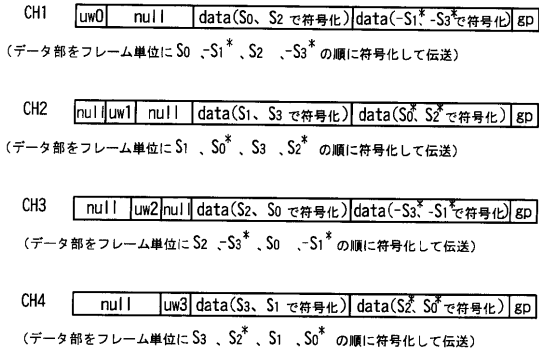 CH1 uw0 null data(S0、S2 で符号化) data(-S1*、-S3*で符号化) gp
(データ部をフレーム単位に S0 、-S1* 、S2 、-S3* の順に符号化して伝送)
CH2 null uw1 null data(S1、S3 で符号化) data(S0*、S2*で符号化) gp
(データ部をフレーム単位に S1 、S0* 、S3 、S2* の順に符号化して伝送)
CH3 null uw2 null data(S2、S0 で符号化) data(-S3*、-S1*で符号化) gp
(データ部をフレーム単位に S2 、-S3* 、S0 、-S1* の順に符号化して伝送)
CH4 null uw3 data(S3、S1 で符号化) data(S2*、S0*で符号化) gp
(データ部をフレーム単位に S3 、S2* 、S1 、S0* の順に符号化して伝送)